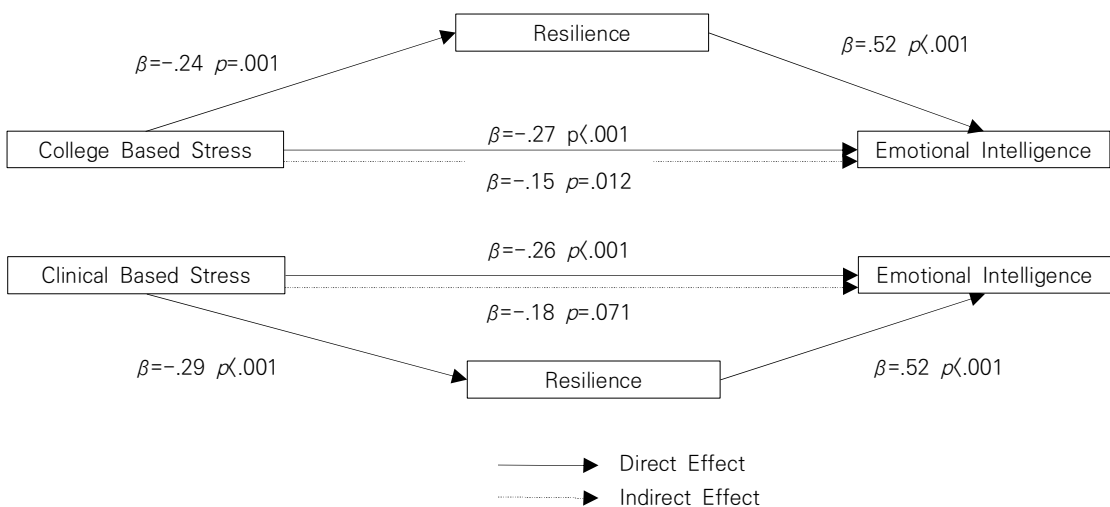 Resilience
β=-.24 p=.001
β=.52 p<.001
β=-.27 p<.001
College Based Stress
Emotional Intelligence
β=-.15 p=.012
β=-.26 p<.001
Clinical Based Stress
Emotional Intelligence
β=-.18 p=.071
β=-.29 p<.001
Resilience
β=.52 p<.001
Direct Effect
Indirect Effect